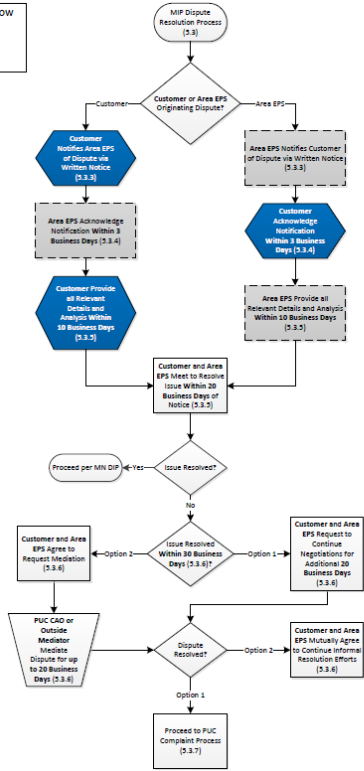 ow
MIP Dispute
Resolution Process
(5.3)
Customer or Area EPS
Originating Dispute?
Customer
Area EPS
Customer
Notifies Area EPS
of Dispute via
Written Notice
(5.3.3)
Area EPS Notifies Customer
of Dispute via Written Notice
(5.3.3)
Area EPS Acknowledge
Notification Within 3
Business Days (5.3.4)
Customer
Acknowledge
Notification
Within 3 Business
Days (5.3.4)
Customer Provide
all Relevant
Details and
Analysis Within
10 Business Days
(5.3.5)
Area EPS Provide all
Relevant Details and Analysis
Within 10 Business Days
(5.3.5)
Customer and Area
EPS Meet to Resolve
Issue Within 20
Business Days of
Notice (5.3.5)
Proceed per MN DIP
Yes
Issue Resolved?
No
Customer and Area
EPS Agree to
Request Mediation
(5.3.6)
Option 2
Issue Resolved
Within 30 Business
Days (5.3.6)?
Option 1
Customer and Area
EPS Request to
Continue
Negotiations for
Additional 20
Business Days
(5.3.6)
PUC CAO or
Outside
Mediator
Mediate
Dispute for up
to 20 Business
Days (5.3.6)
Dispute
Resolved?
Option 2
Customer and Area
EPS Mutually Agree
to Continue Informal
Resolution Efforts
(5.3.6)
Option 1
Proceed to PUC
Complaint Process
(5.3.7)